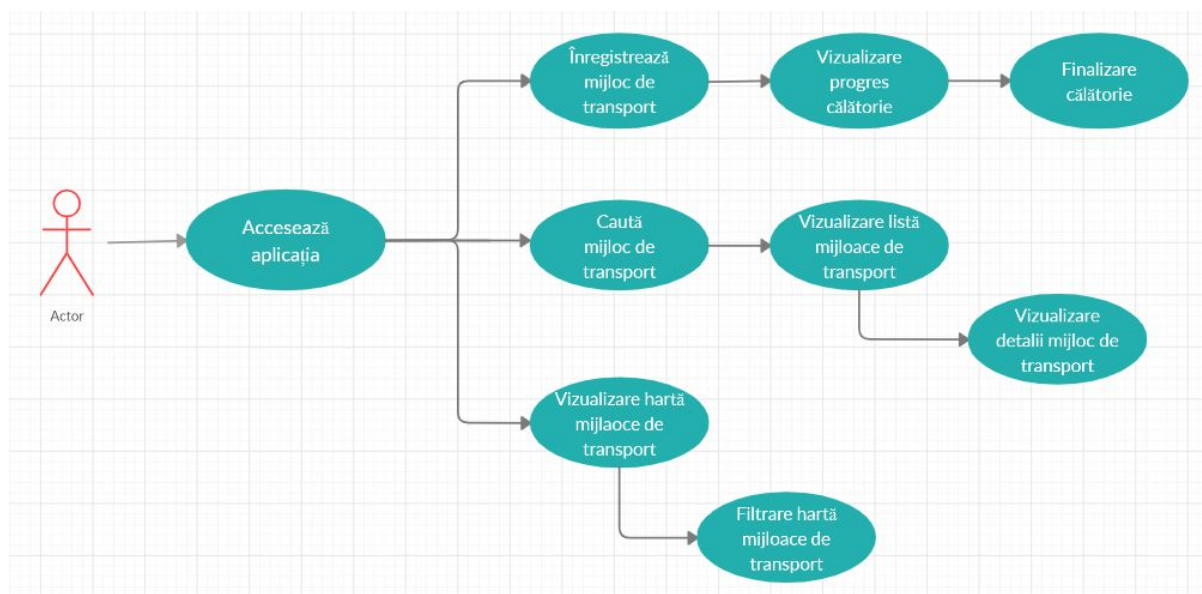 Înregistrează
mijloc de
transport
Vizualizare
progres
călătorie
Finalizare
călătorie
Accesează
aplicația
Actor
Caută
mijloc de
transport
Vizualizare listă
mijloace de
transport
Vizualizare
detalii mijloc de
transport
Vizualizare hartă
mijlaoce de
transport
Filtrare hartă
mijloace de
transport